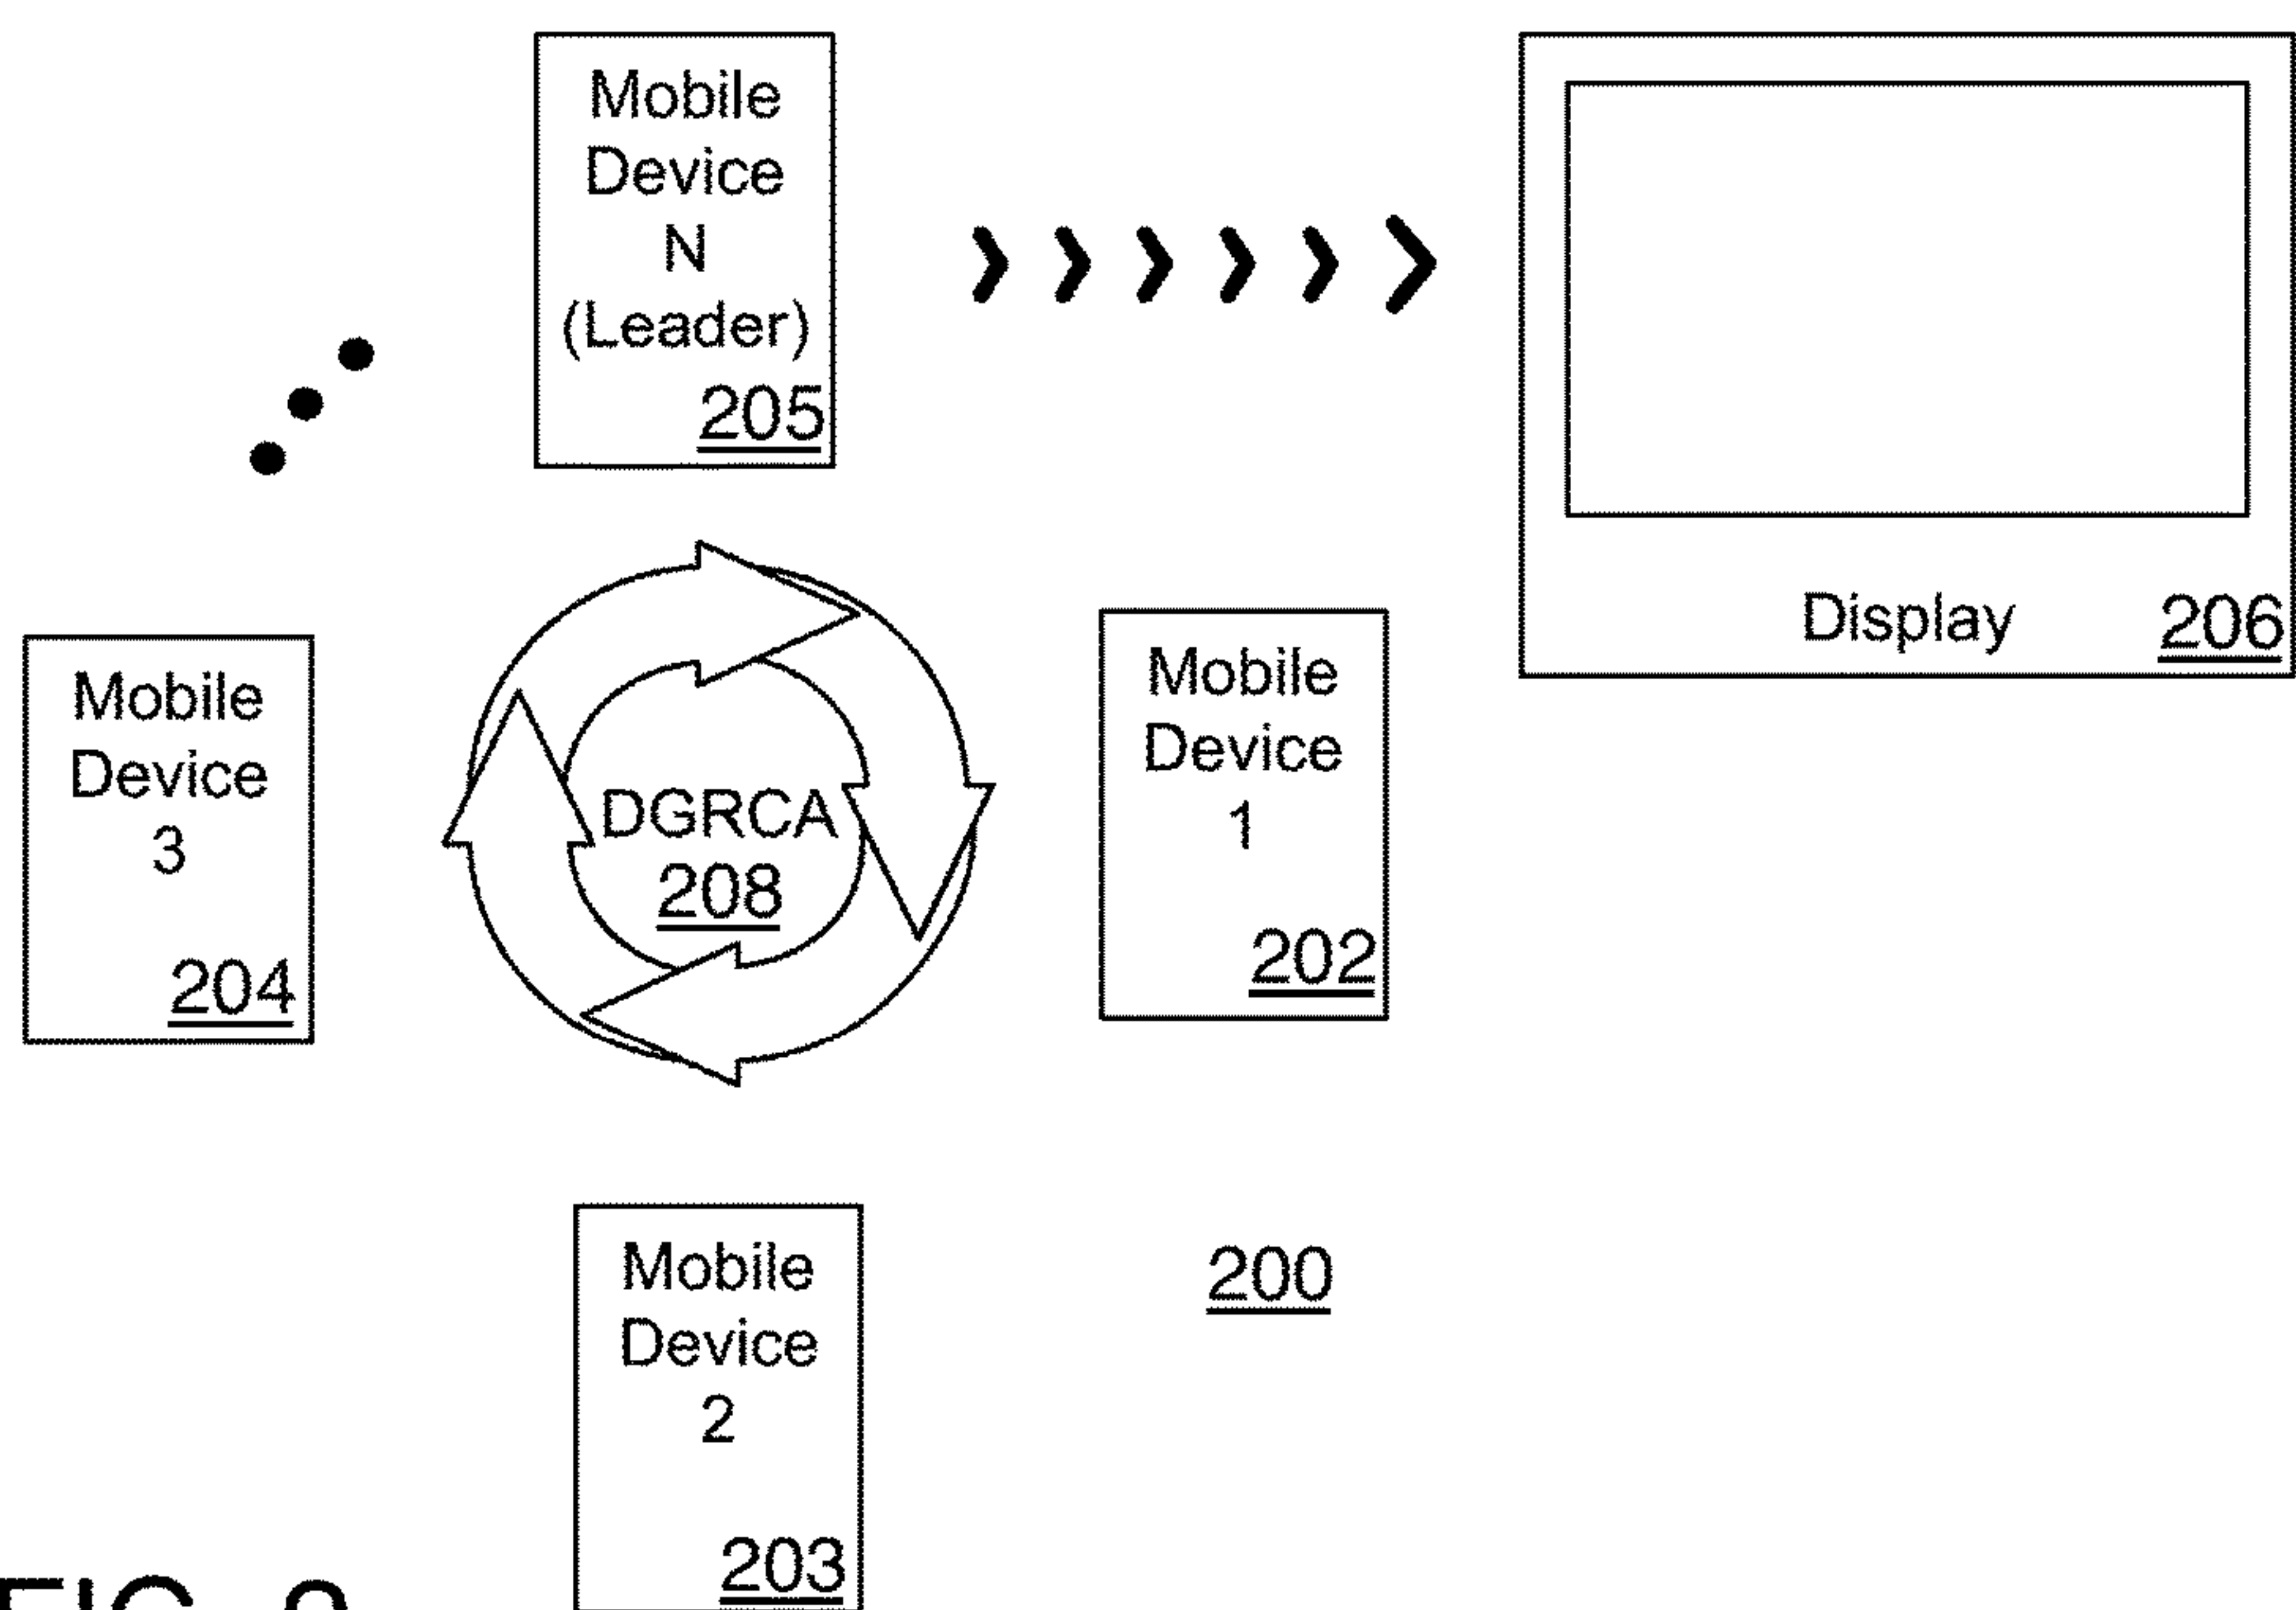 Mobile
Device
N
(Leader)
205
Display 206
Mobile
Device
3
204
DGRCA
208
Mobile
Device
1
202
Mobile
Device
2
203
200
FIG.